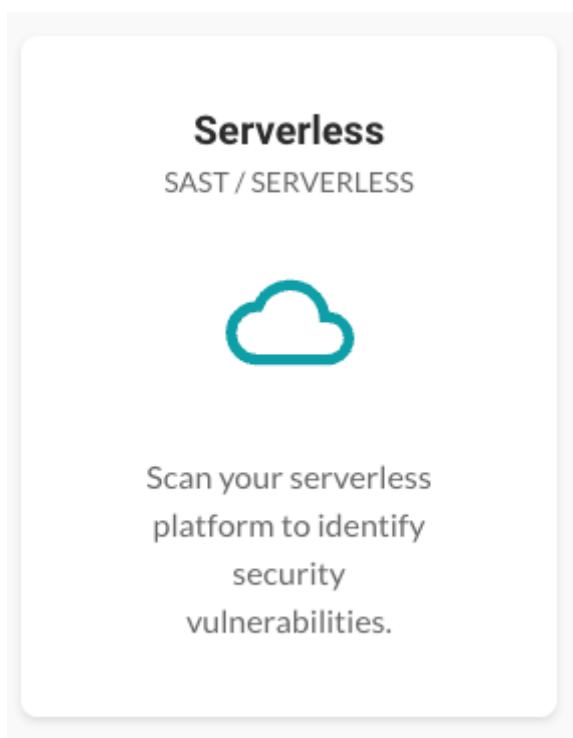 Serverless
SAST / SERVERLESS
Scan your serverless
platform to identify
security
vulnerabilities.